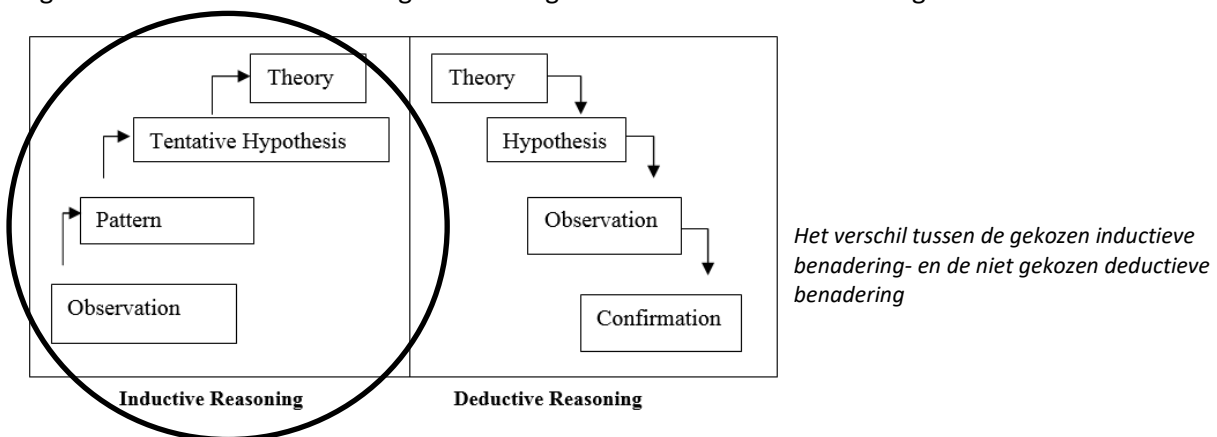 Theory
Tentative Hypothesis
Pattern
Observation
Inductive Reasoning
Theory
Hypothesis
Observation
Confirmation
Deductive Reasoning
Het verschil tussen de gekozen inductieve
benadering- en de niet gekozen deductieve
benadering